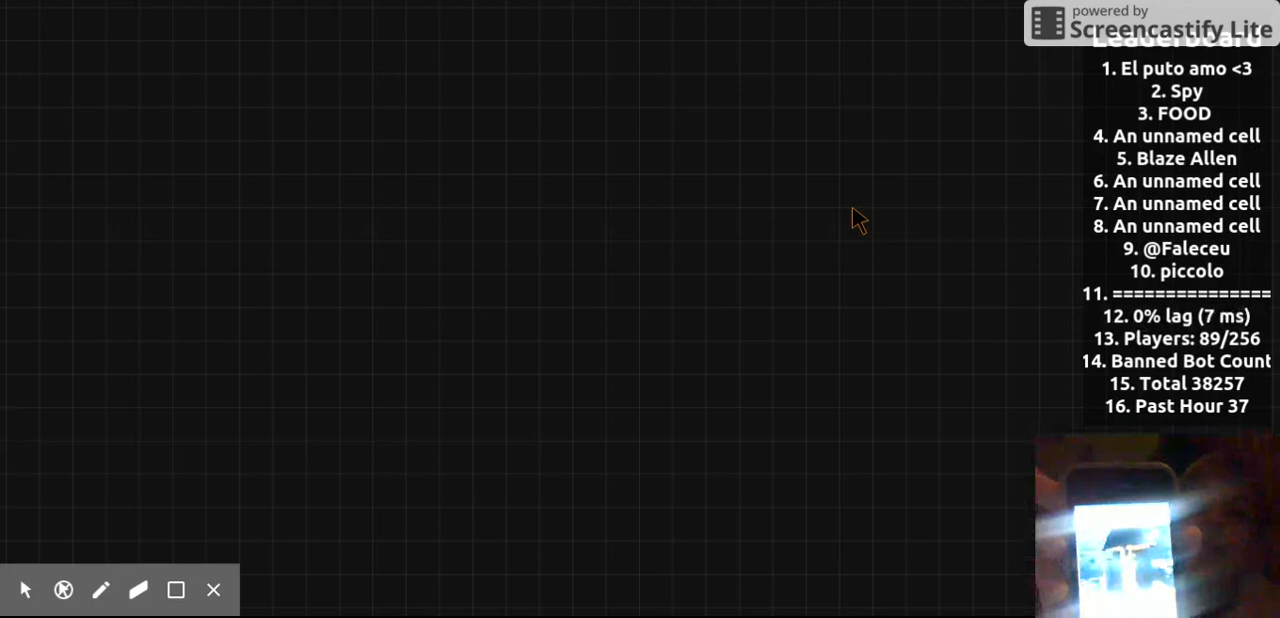 powered by
Screencastify Lite
Leaderboard
1. El puto amo <3
2. Spy
3. FOOD
4. An unnamed cell
5. Blaze Allen
6. An unnamed cell
7. An unnamed cell
8. An unnamed cell
9. @Faleceu
10. piccolo
11. ===============
12. 0% lag (7 ms)
13. Players: 89/256
14. Banned Bot Count
15. Total 38257
16. Past Hour 37